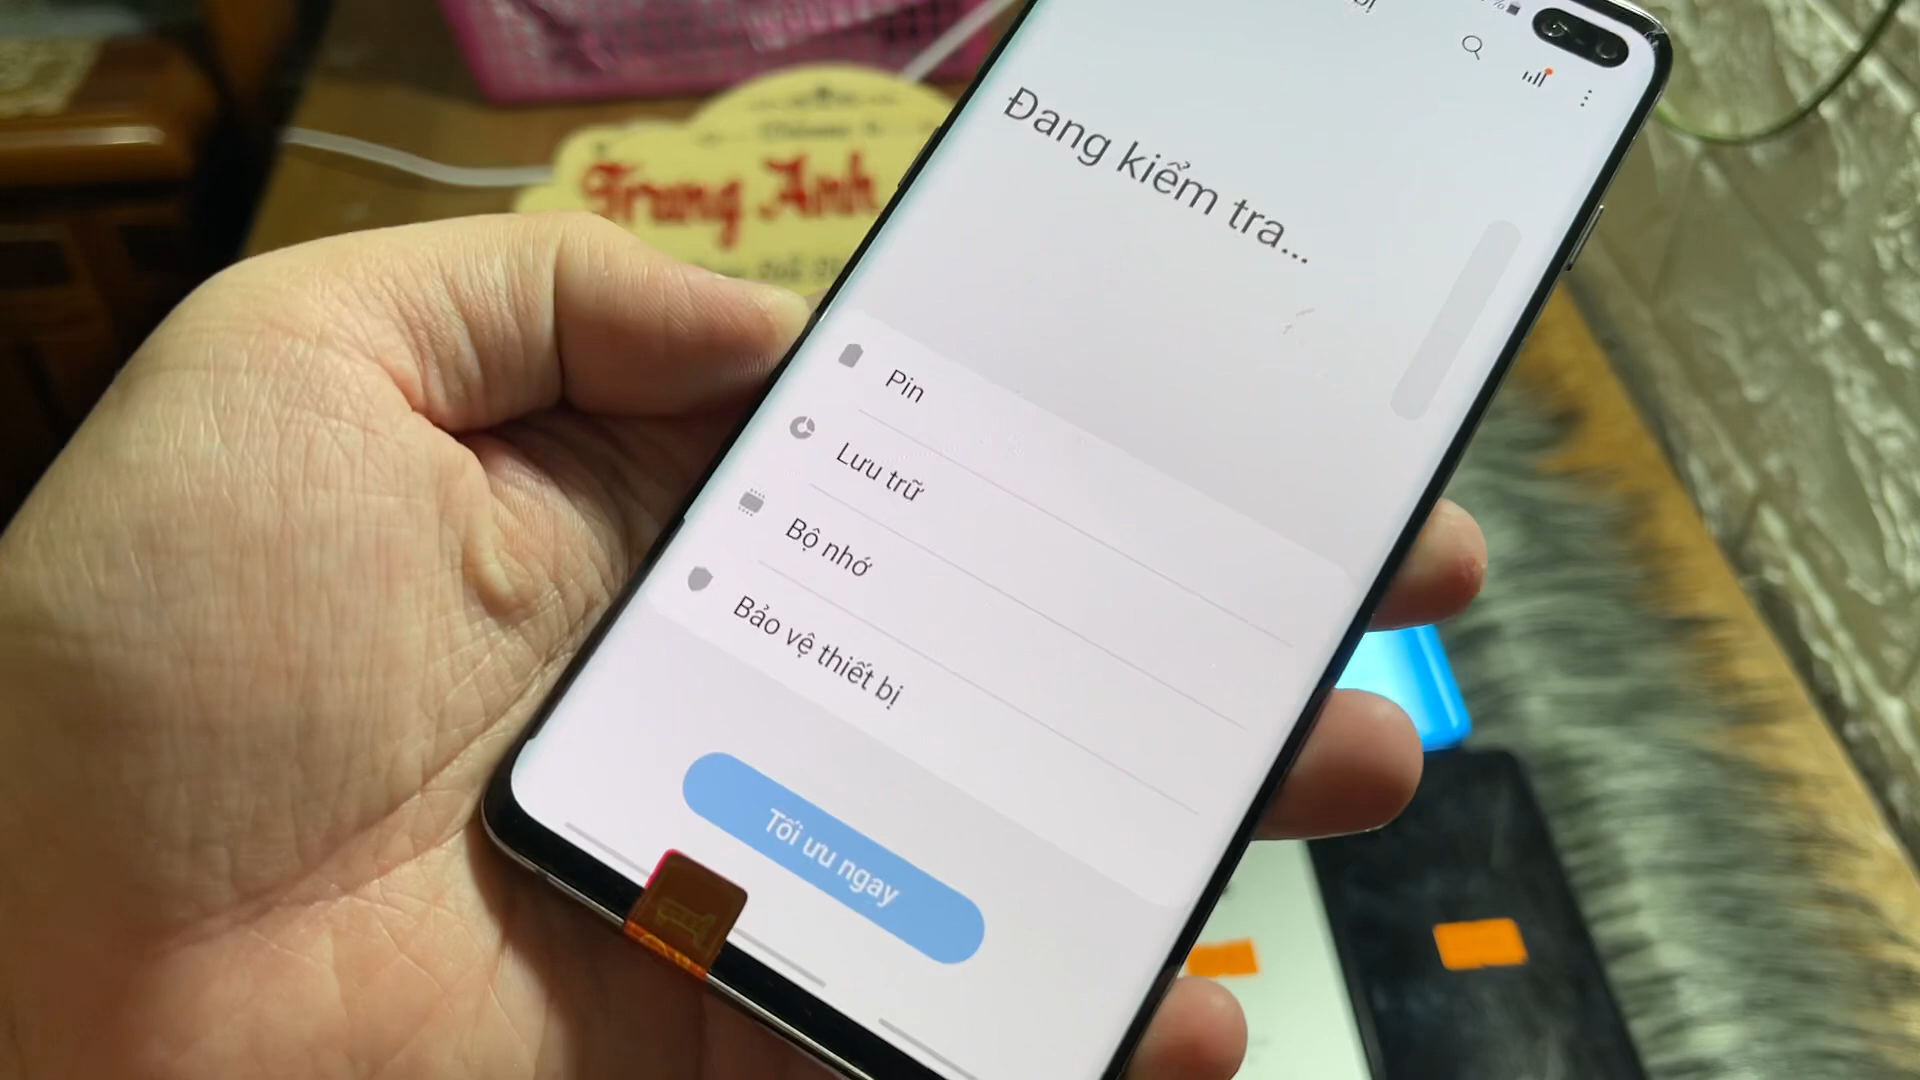 Đang kiểm tra...
Trang Anh
Pin
Lưu trữ
Bộ nhớ
Bảo vệ thiết bị
Tối ưu ngay